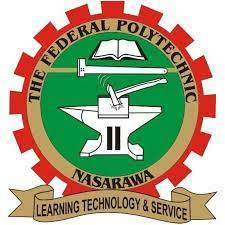 THE FEDERAL POLYTECHNIC
NASARAWA
LEARNING TECHNOLOGY & SERVICE